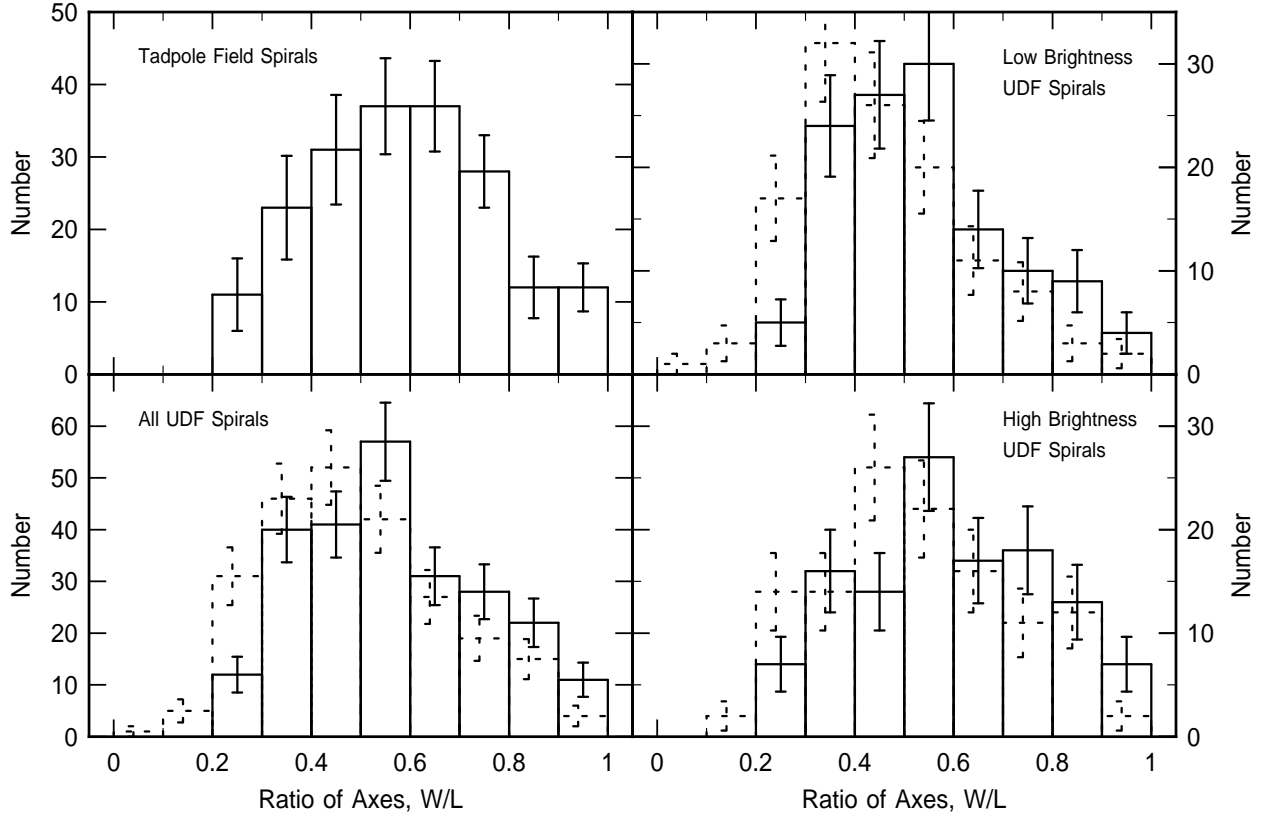 50
40
30
20
10
0
Number
Tadpole Field Spirals
Low Brightness
UDF Spirals
30
20
10
0
Number
60
50
40
30
20
10
0
Number
All UDF Spirals
High Brightness
UDF Spirals
30
20
10
0
Number
0 0.2 0.4 0.6 0.8 1
Ratio of Axes, W/L
0 0.2 0.4 0.6 0.8 1
Ratio of Axes, W/L